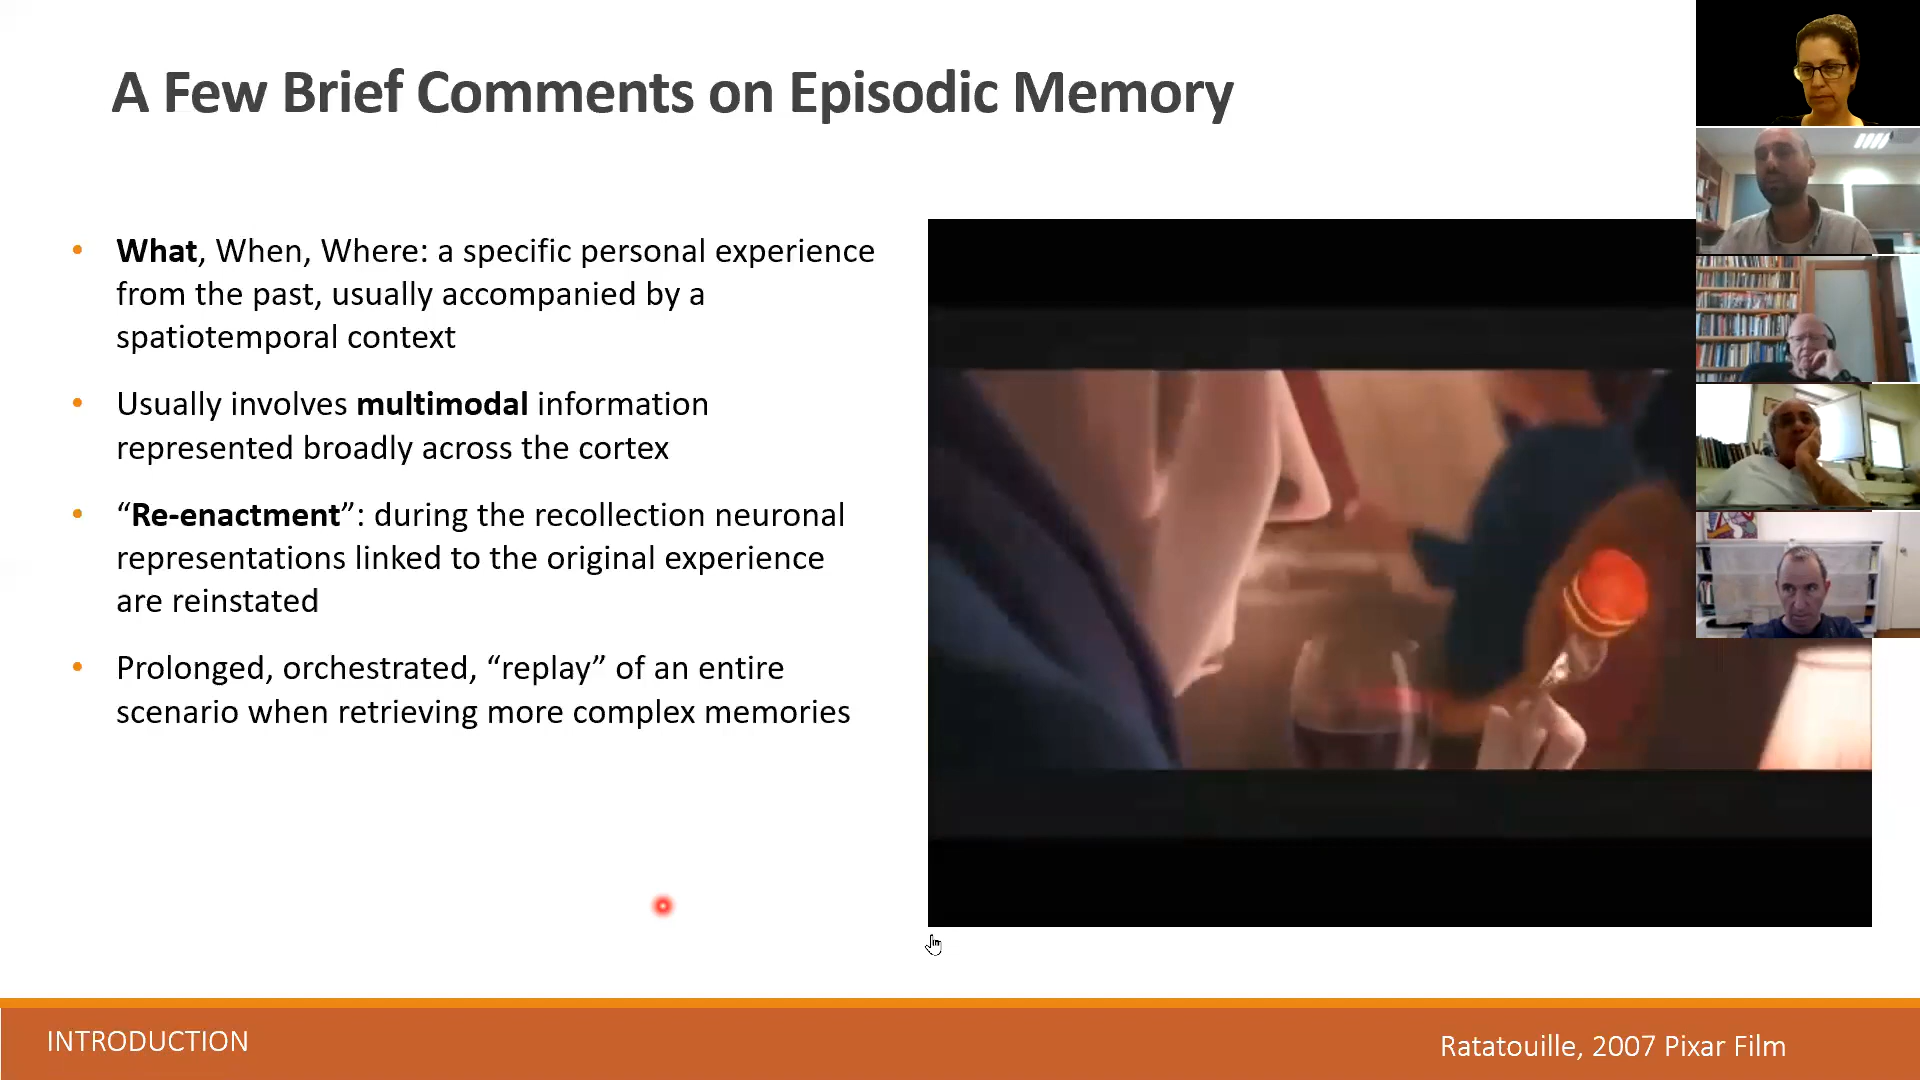 A Few Brief Comments on Episodic Memory
• What, When, Where: a specific personal experience
from the past, usually accompanied by a
spatiotemporal context
• Usually involves multimodal information
represented broadly across the cortex
• “Re-enactment”: during the recollection neuronal
representations linked to the original experience
are reinstated
• Prolonged, orchestrated, “replay” of an entire
scenario when retrieving more complex memories
INTRODUCTION
Ratatouille, 2007 Pixar Film